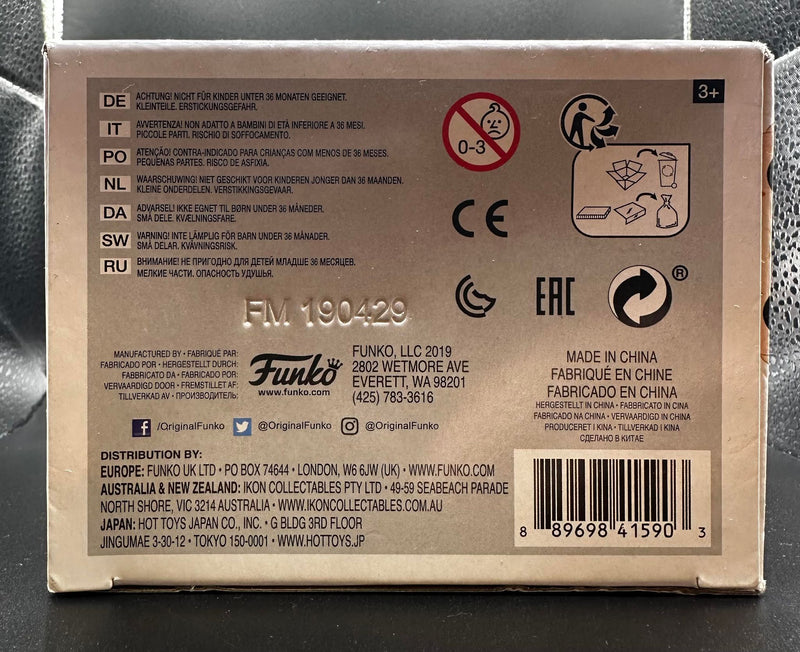 3+
DE ACHTUNG! NICHT FÜR KINDER UNTER 36 MONATEN GEEIGNET.
KLEINTEILE. ERSTICKUNGSGEFAHR.
IT AVVERTENZA! NON ADATTO A BAMBINI DI ETÀ INFERIORE A 36 MESI.
PICCOLE PARTI. RISCHIO DI SOFFOCAMENTO.
PO ATENÇÃO! CONTRA-INDICADO PARA CRIANÇAS COM MENOS DE 36 MESES.
PEQUENAS PARTES. RISCO DE ASFIXIA.
NL WAARSCHUWING! NIET GESCHIKT VOOR KINDEREN JONGER DAN 36 MAANDEN.
KLEINE ONDERDELEN. VERSTIKKINGSGEVAAR.
DA ADVARSEL! IKKE EGNET TIL BØRN UNDER 36 MÅNEDER.
SMÅ DELE. KVÆLNINGSFARE.
SW VARNING! INTE LÄMPLIG FÖR BARN UNDER 36 MÅNADER.
SMÅ DELAR. KVÄVNINGSRISK.
RU ВНИМАНИЕ! НЕ ПРИГОДНО ДЛЯ ДЕТЕЙ МЛАДШЕ 36 МЕСЯЦЕВ.
МЕЛКИЕ ЧАСТИ. ОПАСНОСТЬ УДУШЬЯ.
0-3
CE
EAC
®
FM 190429
MANUFACTURED BY • FABRIQUÉ PAR:
FABRICADO POR • HERGESTELLT DURCH:
FABBRICATO DA • FABRICADO POR:
VERVAARDIGD DOOR • FREMSTILLET AF:
TILLVERKAD AV • ПРОИЗВОДИТЕЛЬ:
Funko
www.funko.com
FUNKO, LLC 2019
2802 WETMORE AVE
EVERETT, WA 98201
(425) 783-3616
MADE IN CHINA
FABRIQUÉ EN CHINE
FABRICADO EN CHINA
HERGESTELLT IN CHINA • FABBRICATO IN CINA
FABRICADO NA CHINA • VERVAARDIGD IN CHINA
PRODUCERET I KINA • TILLVERKAD I KINA
СДЕЛАНО В КИТАЕ
/OriginalFunko @OriginalFunko @OriginalFunko
DISTRIBUTION BY:
EUROPE: FUNKO UK LTD • PO BOX 74644 • LONDON, W6 6JW (UK) • WWW.FUNKO.COM
AUSTRALIA & NEW ZEALAND: IKON COLLECTABLES PTY LTD • 49-59 SEABEACH PARADE
NORTH SHORE, VIC 3214 AUSTRALIA • WWW.IKONCOLLECTABLES.COM.AU
JAPAN: HOT TOYS JAPAN CO., INC. • G BLDG 3RD FLOOR
JINGUMAE 3-30-12 • TOKYO 150-0001 • WWW.HOTTOYS.JP
8 89698 41590 3